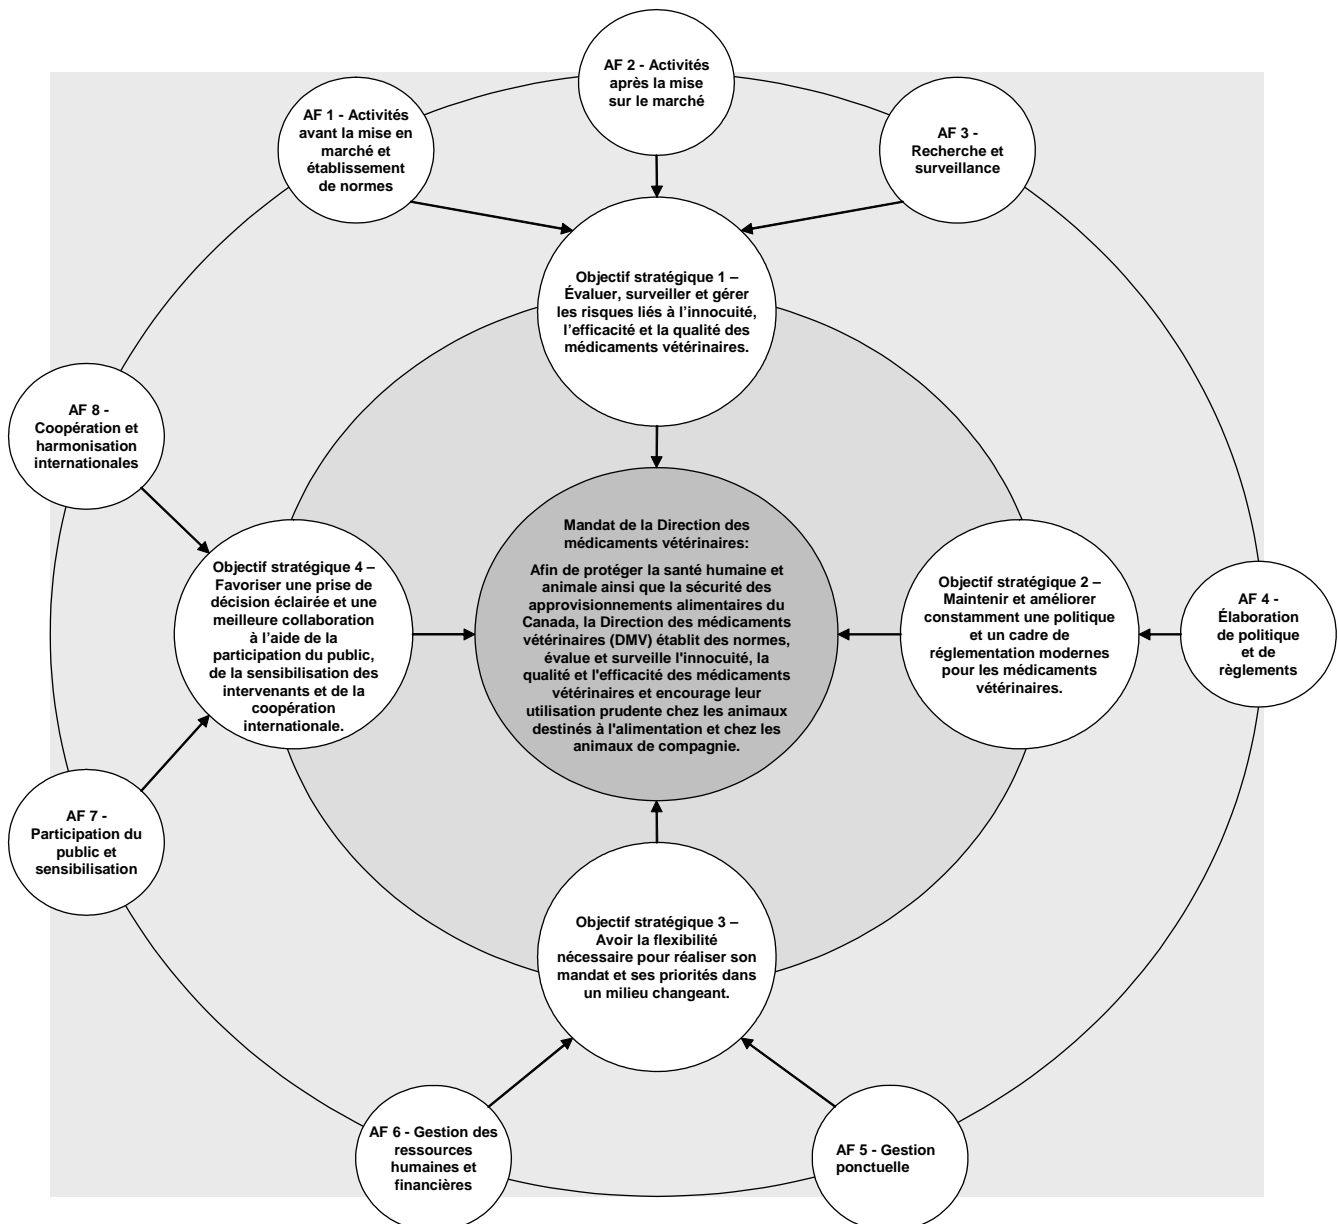 AF 2 - Activités
après la mise
sur le marché
AF 1 - Activités
avant la mise en
marché et
établissement
de normes
AF 3 -
Recherche et
surveillance
Objectif stratégique 1 –
Évaluer, surveiller et gérer
les risques liés à l’innocuité,
l’efficacité et la qualité des
médicaments vétérinaires.
AF 8 -
Coopération et
harmonisation
internationales
Mandat de la Direction des
médicaments vétérinaires:
Afin de protéger la santé humaine et
animale ainsi que la sécurité des
approvisionnements alimentaires du
Canada, la Direction des médicaments
vétérinaires (DMV) établit des normes,
évalue et surveille l'innocuité, la
qualité et l'efficacité des médicaments
vétérinaires et encourage leur
utilisation prudente chez les animaux
destinés à l'alimentation et chez les
animaux de compagnie.
Objectif stratégique 4 –
Favoriser une prise de
décision éclairée et une
meilleure collaboration
à l’aide de la
participation du public,
de la sensibilisation des
intervenants et de la
coopération
internationale.
Objectif stratégique 2 –
Maintenir et améliorer
constamment une politique
et un cadre de
réglementation modernes
pour les médicaments
vétérinaires.
AF 4 -
Élaboration
de politique
et de
règlements
AF 7 -
Participation du
public et
sensibilisation
Objectif stratégique 3 –
Avoir la flexibilité
nécessaire pour réaliser son
mandat et ses priorités dans
un milieu changeant.
AF 6 - Gestion des
ressources
humaines et
financières
AF 5 - Gestion
ponctuelle